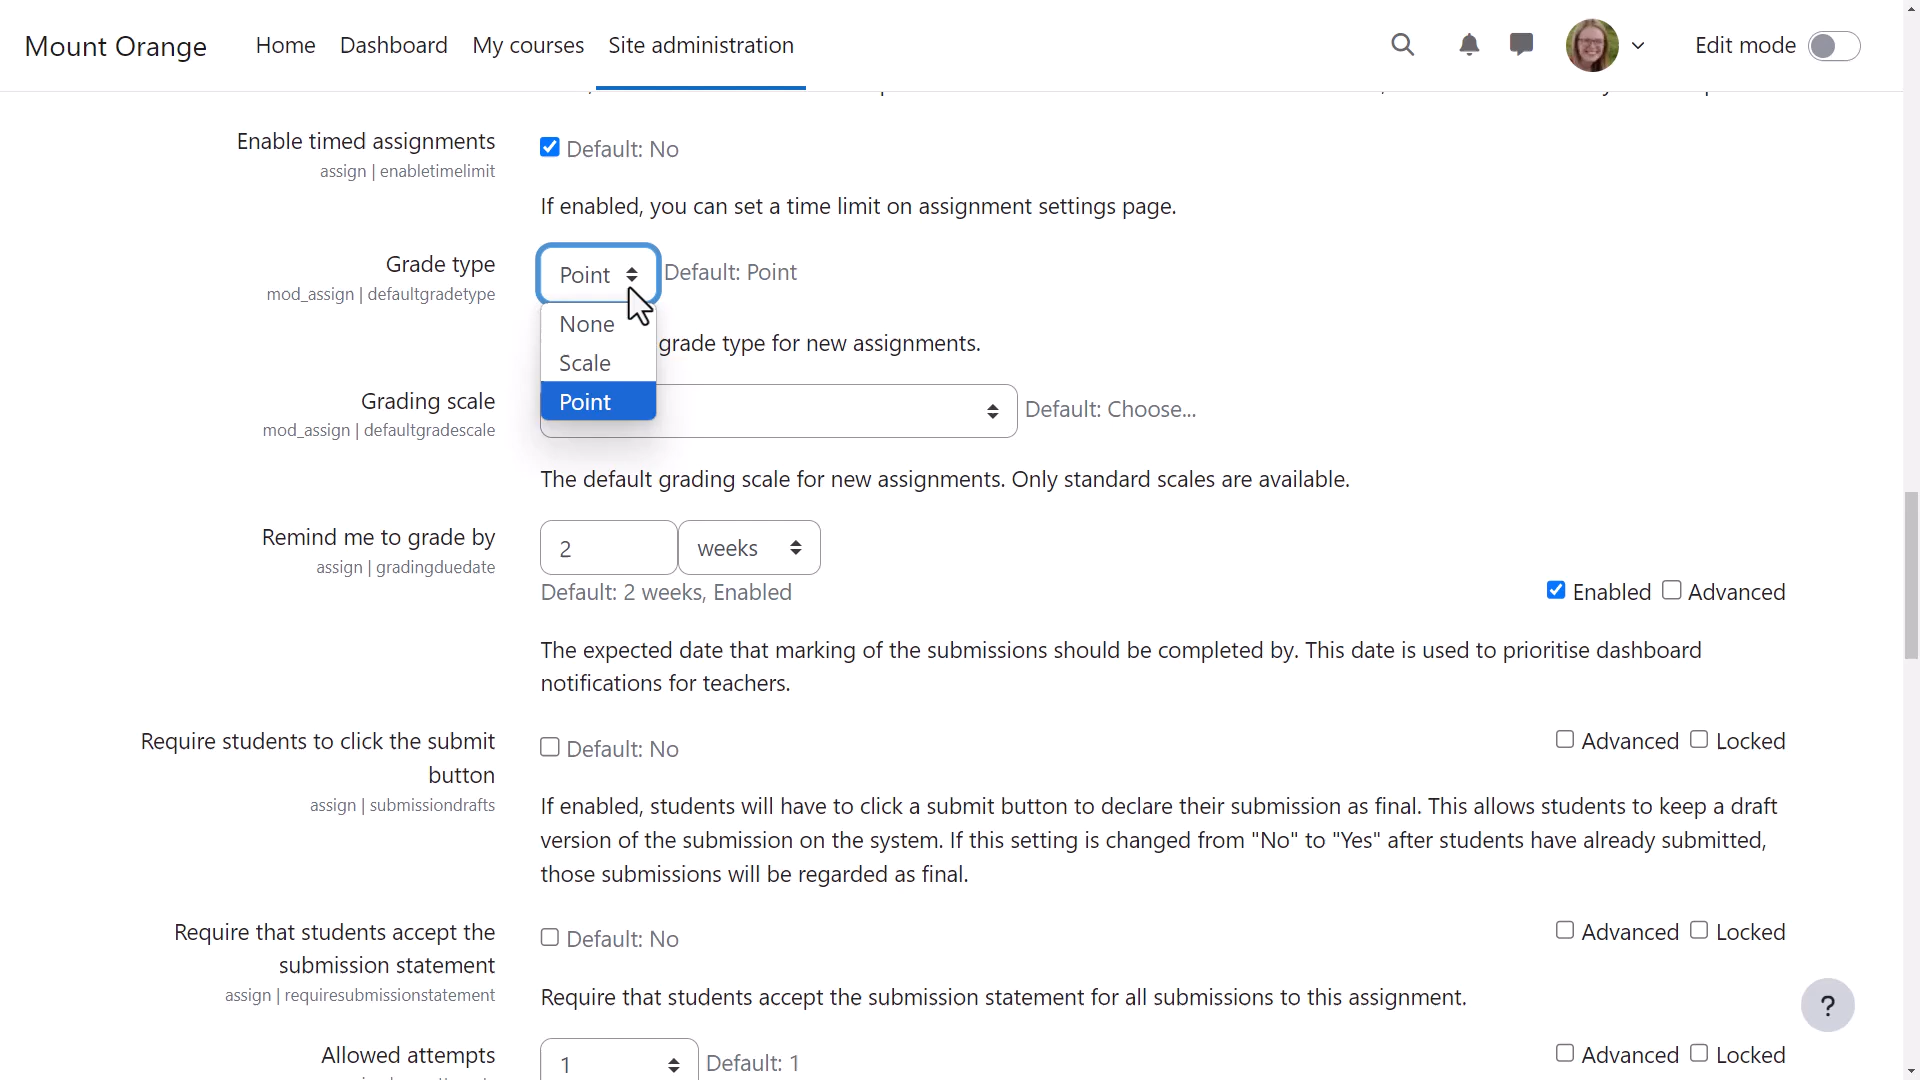 Mount Orange
Home Dashboard My courses Site administration
Edit mode
Enable timed assignments
assign | enabletimelimit
Default: No
If enabled, you can set a time limit on assignment settings page.
Grade type
mod_assign | defaultgradetype
Point
Default: Point
None
Scale
Point
grade type for new assignments.
Grading scale
mod_assign | defaultgradescale
Default: Choose...
The default grading scale for new assignments. Only standard scales are available.
Remind me to grade by
assign | gradingduedate
2 weeks
Default: 2 weeks, Enabled
Enabled Advanced
The expected date that marking of the submissions should be completed by. This date is used to prioritise dashboard
notifications for teachers.
Require students to click the submit
button
assign | submissiondrafts
Default: No
Advanced Locked
If enabled, students will have to click a submit button to declare their submission as final. This allows students to keep a draft
version of the submission on the system. If this setting is changed from "No" to "Yes" after students have already submitted,
those submissions will be regarded as final.
Require that students accept the
submission statement
assign | requiresubmissionstatement
Default: No
Advanced Locked
Require that students accept the submission statement for all submissions to this assignment.
?
Allowed attempts
1
Default: 1
Advanced Locked